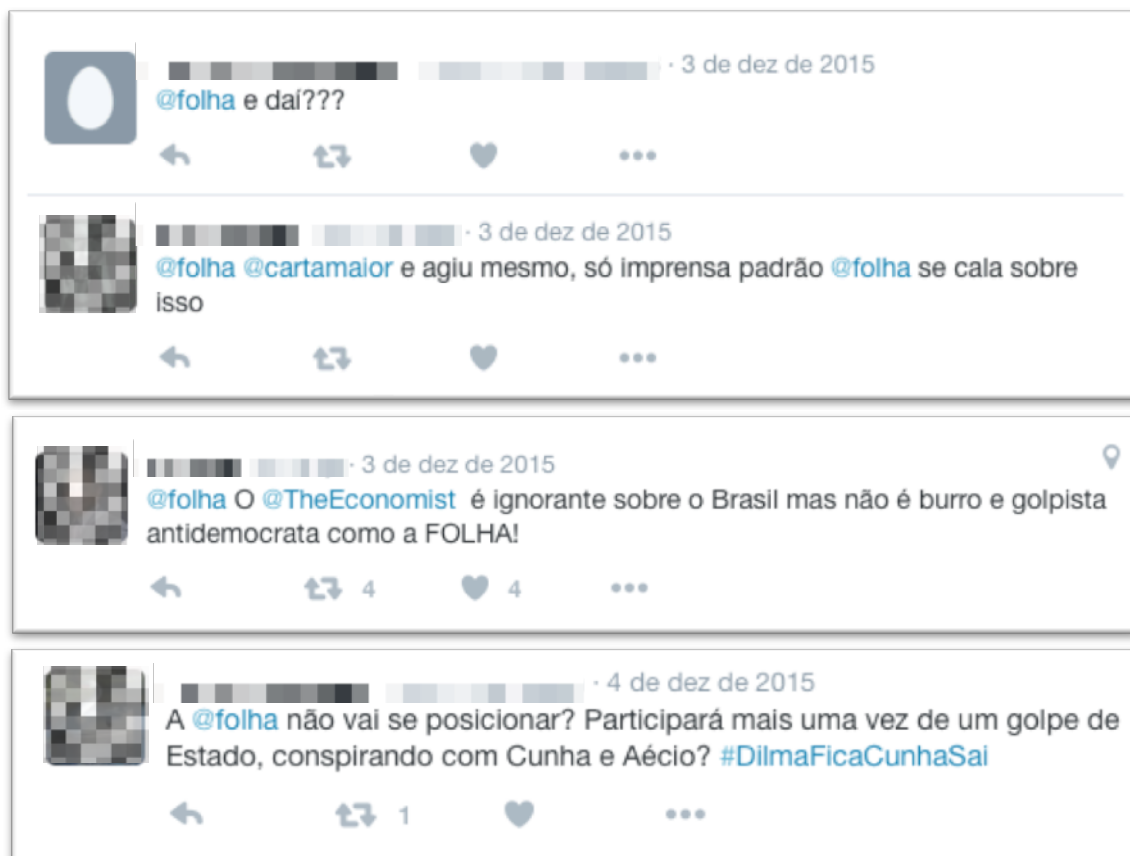 · 3 de dez de 2015
@folha e daí???
· 3 de dez de 2015
@folha @cartamaior e agiu mesmo, só imprensa padrão @folha se cala sobre
isso
· 3 de dez de 2015
@folha O @TheEconomist é ignorante sobre o Brasil mas não é burro e golpista
antidemocrata como a FOLHA!
4 4
· 4 de dez de 2015
A @folha não vai se posicionar? Participará mais uma vez de um golpe de
Estado, conspirando com Cunha e Aécio? #DilmaFicaCunhaSai
1